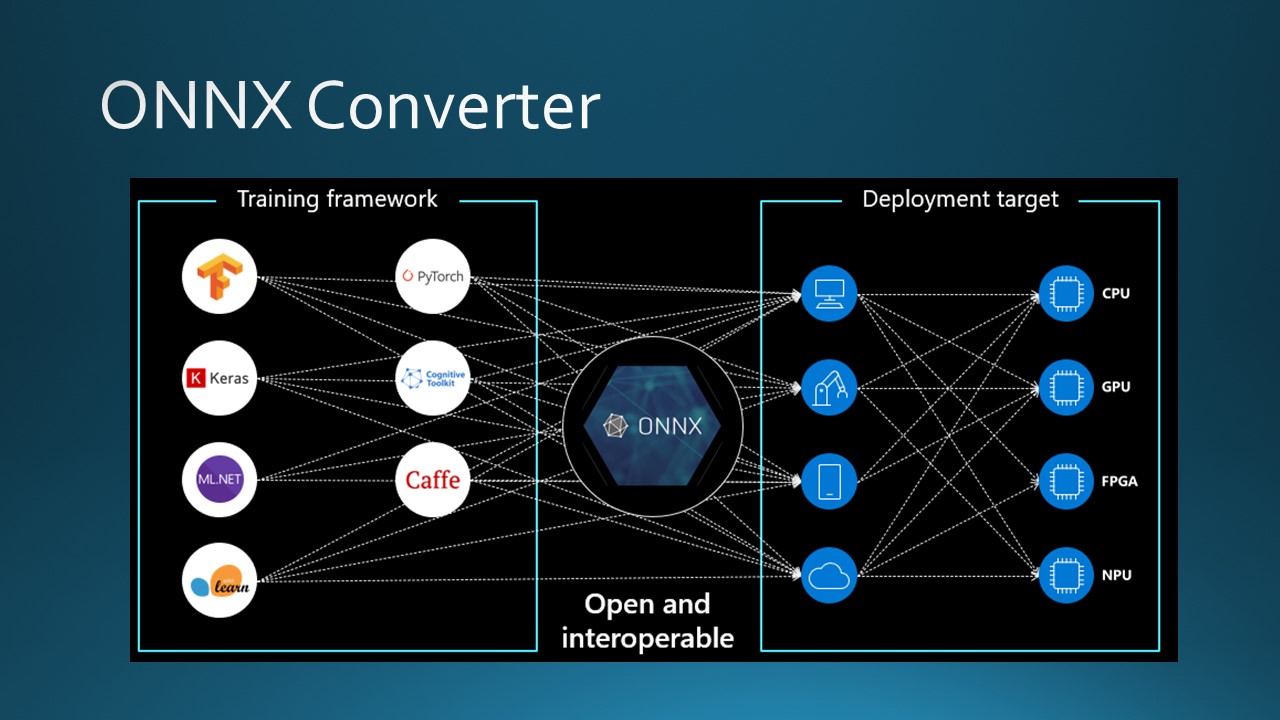 ONNX Converter
Training framework
Deployment target
PyTorch
Keras
Cognitive
Toolkit
ML.NET
Caffe
learn
ONNX
CPU
GPU
FPGA
NPU
Open and
interoperable